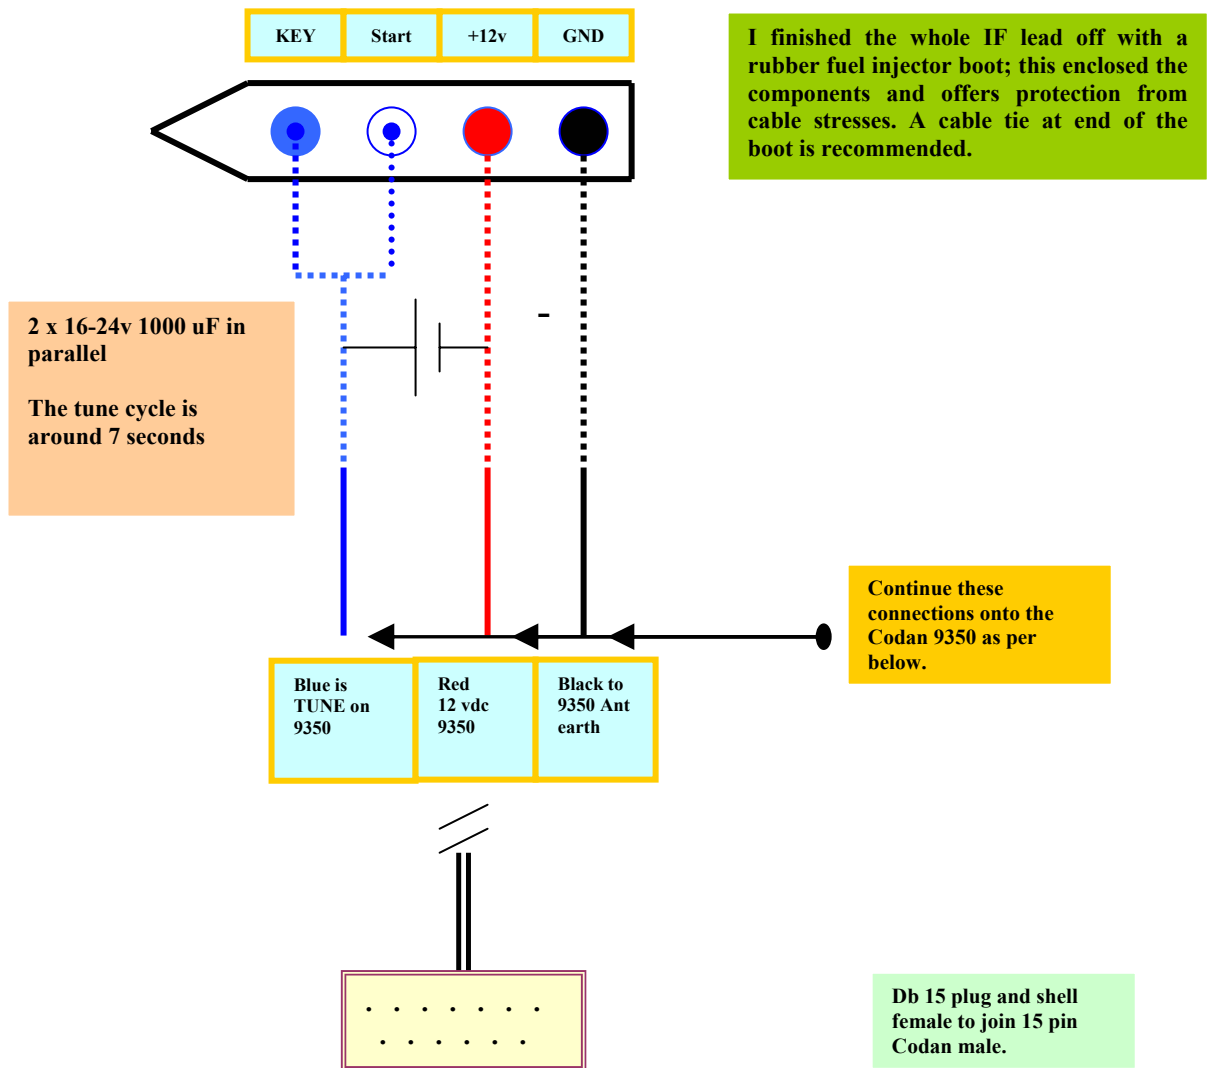 KEY Start +12v GND
I finished the whole IF lead off with a
rubber fuel injector boot; this enclosed the
components and offers protection from
cable stresses. A cable tie at end of the
boot is recommended.
-
2 x 16-24v 1000 uF in
parallel
The tune cycle is
around 7 seconds
Continue these
connections onto the
Codan 9350 as per
below.
Blue is
TUNE on
9350
Red
12 vdc
9350
Black to
9350 Ant
earth
Db 15 plug and shell
female to join 15 pin
Codan male.